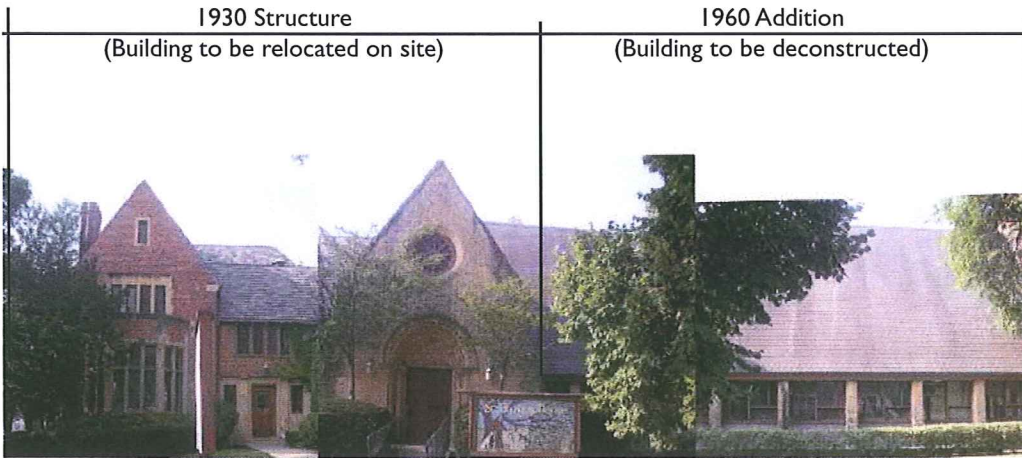 1930 Structure
1960 Addition
(Building to be relocated on site)
(Building to be deconstructed)